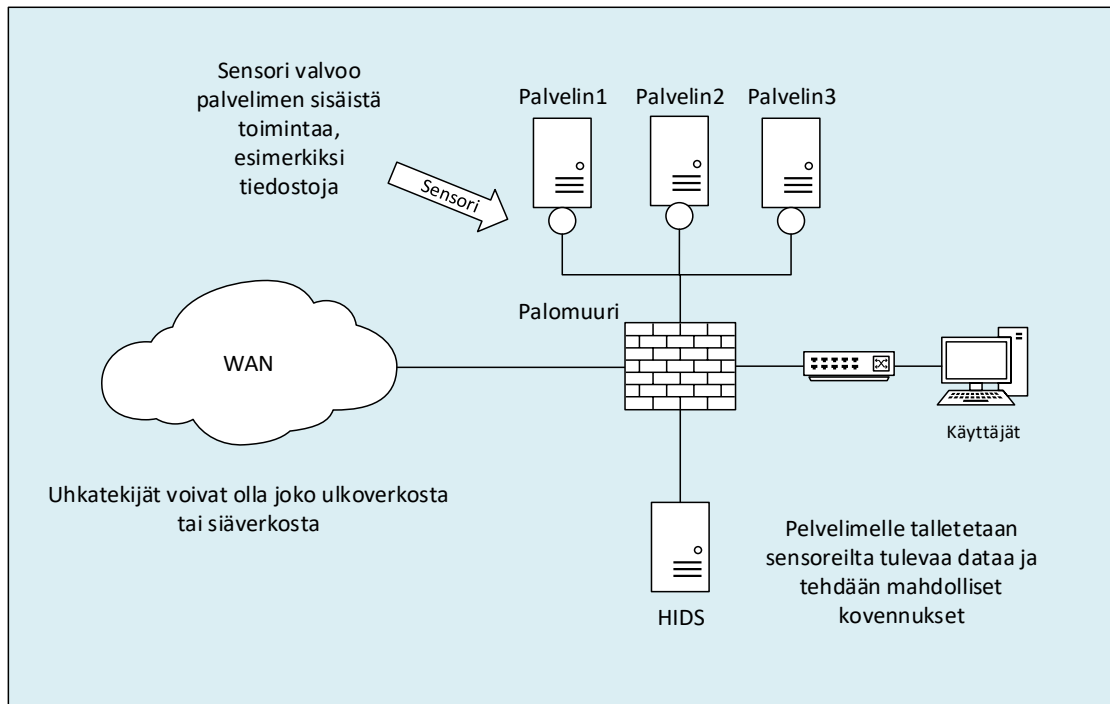 Sensori valvoo
palvelimen sisäistä
toimintaa,
esimerkiksi
tiedostoja
Sensori
Palvelin1
Palvelin2
Palvelin3
Palomuuri
WAN
Käyttäjät
Uhkatekijät voivat olla joko ulkoverkosta
tai siäverkosta
HIDS
Pelvelimelle talletetaan
sensoreilta tulevaa dataa ja
tehdään mahdolliset
kovennukset